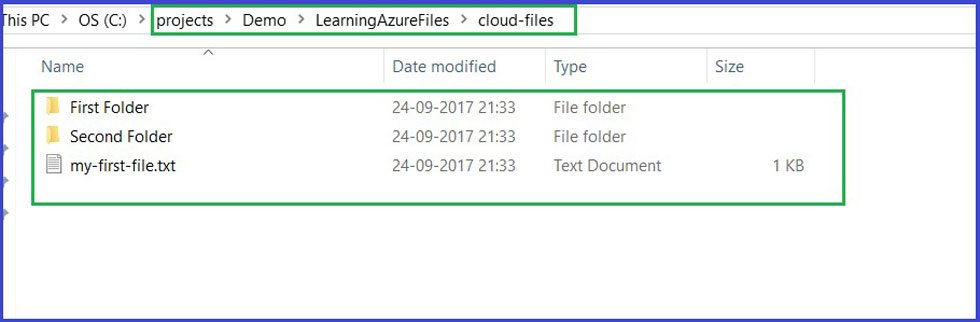 This PC > OS (C:) > projects > Demo > LearningAzureFiles > cloud-files
Name Date modified Type Size
First Folder 24-09-2017 21:33 File folder
Second Folder 24-09-2017 21:33 File folder
my-first-file.txt 24-09-2017 21:33 Text Document 1 KB